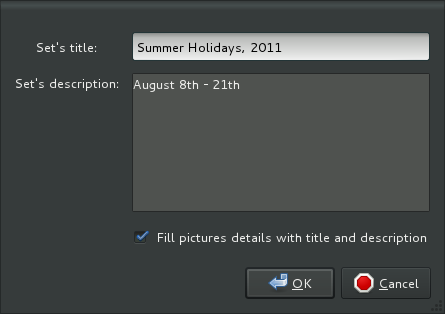 Set's title: Summer Holidays, 2011
Set's description: August 8th - 21th
Fill pictures details with title and description
OK Cancel